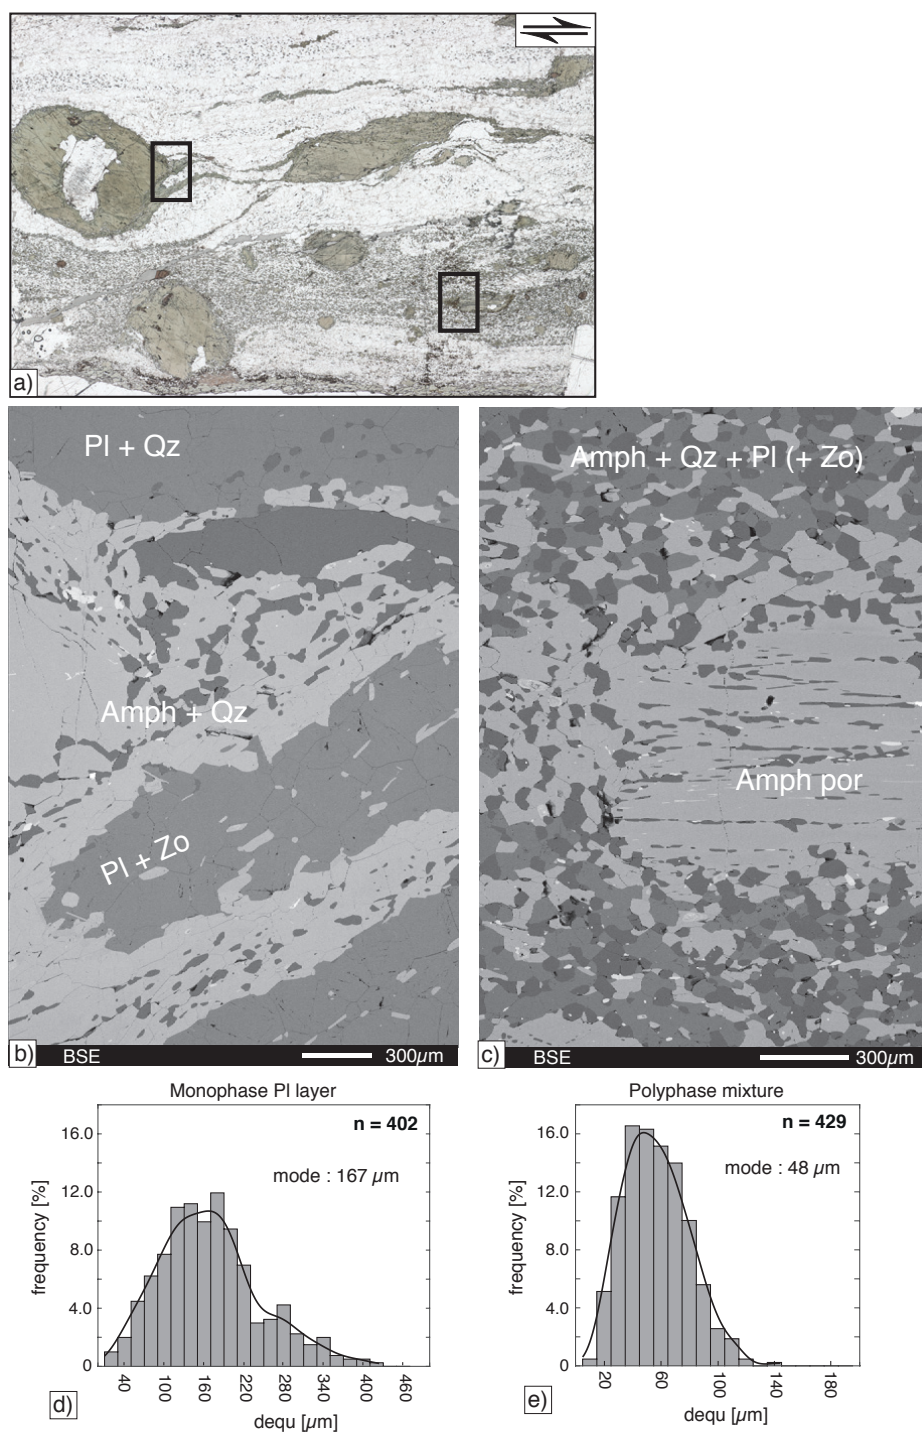 a)
Pl + Qz
Amph + Qz
Pl + Zo
b)
BSE
300µm
Amph + Qz + Pl (+ Zo)
Amph por
c)
BSE
300µm
Monophase Pl layer
n = 402
mode : 167 µm
frequency [%]
16.0
12.0
8.0
4.0
0
40
100
160
220
280
340
400
460
dequ [µm]
d)
Polyphase mixture
n = 429
mode : 48 µm
frequency [%]
16.0
12.0
8.0
4.0
0
20
60
100
140
180
dequ [µm]
e)